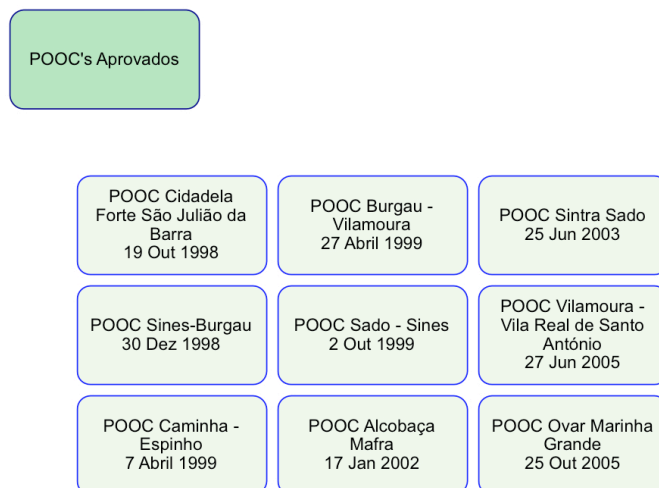 POOC's Aprovados
POOC Cidadela
Forte São Julião da
Barra
19 Out 1998
POOC Burgau -
Vilamoura
27 Abril 1999
POOC Sintra Sado
25 Jun 2003
POOC Sines-Burgau
30 Dez 1998
POOC Sado - Sines
2 Out 1999
POOC Vilamoura -
Vila Real de Santo
António
27 Jun 2005
POOC Caminha -
Espinho
7 Abril 1999
POOC Alcobaça
Mafra
17 Jan 2002
POOC Ovar Marinha
Grande
25 Out 2005